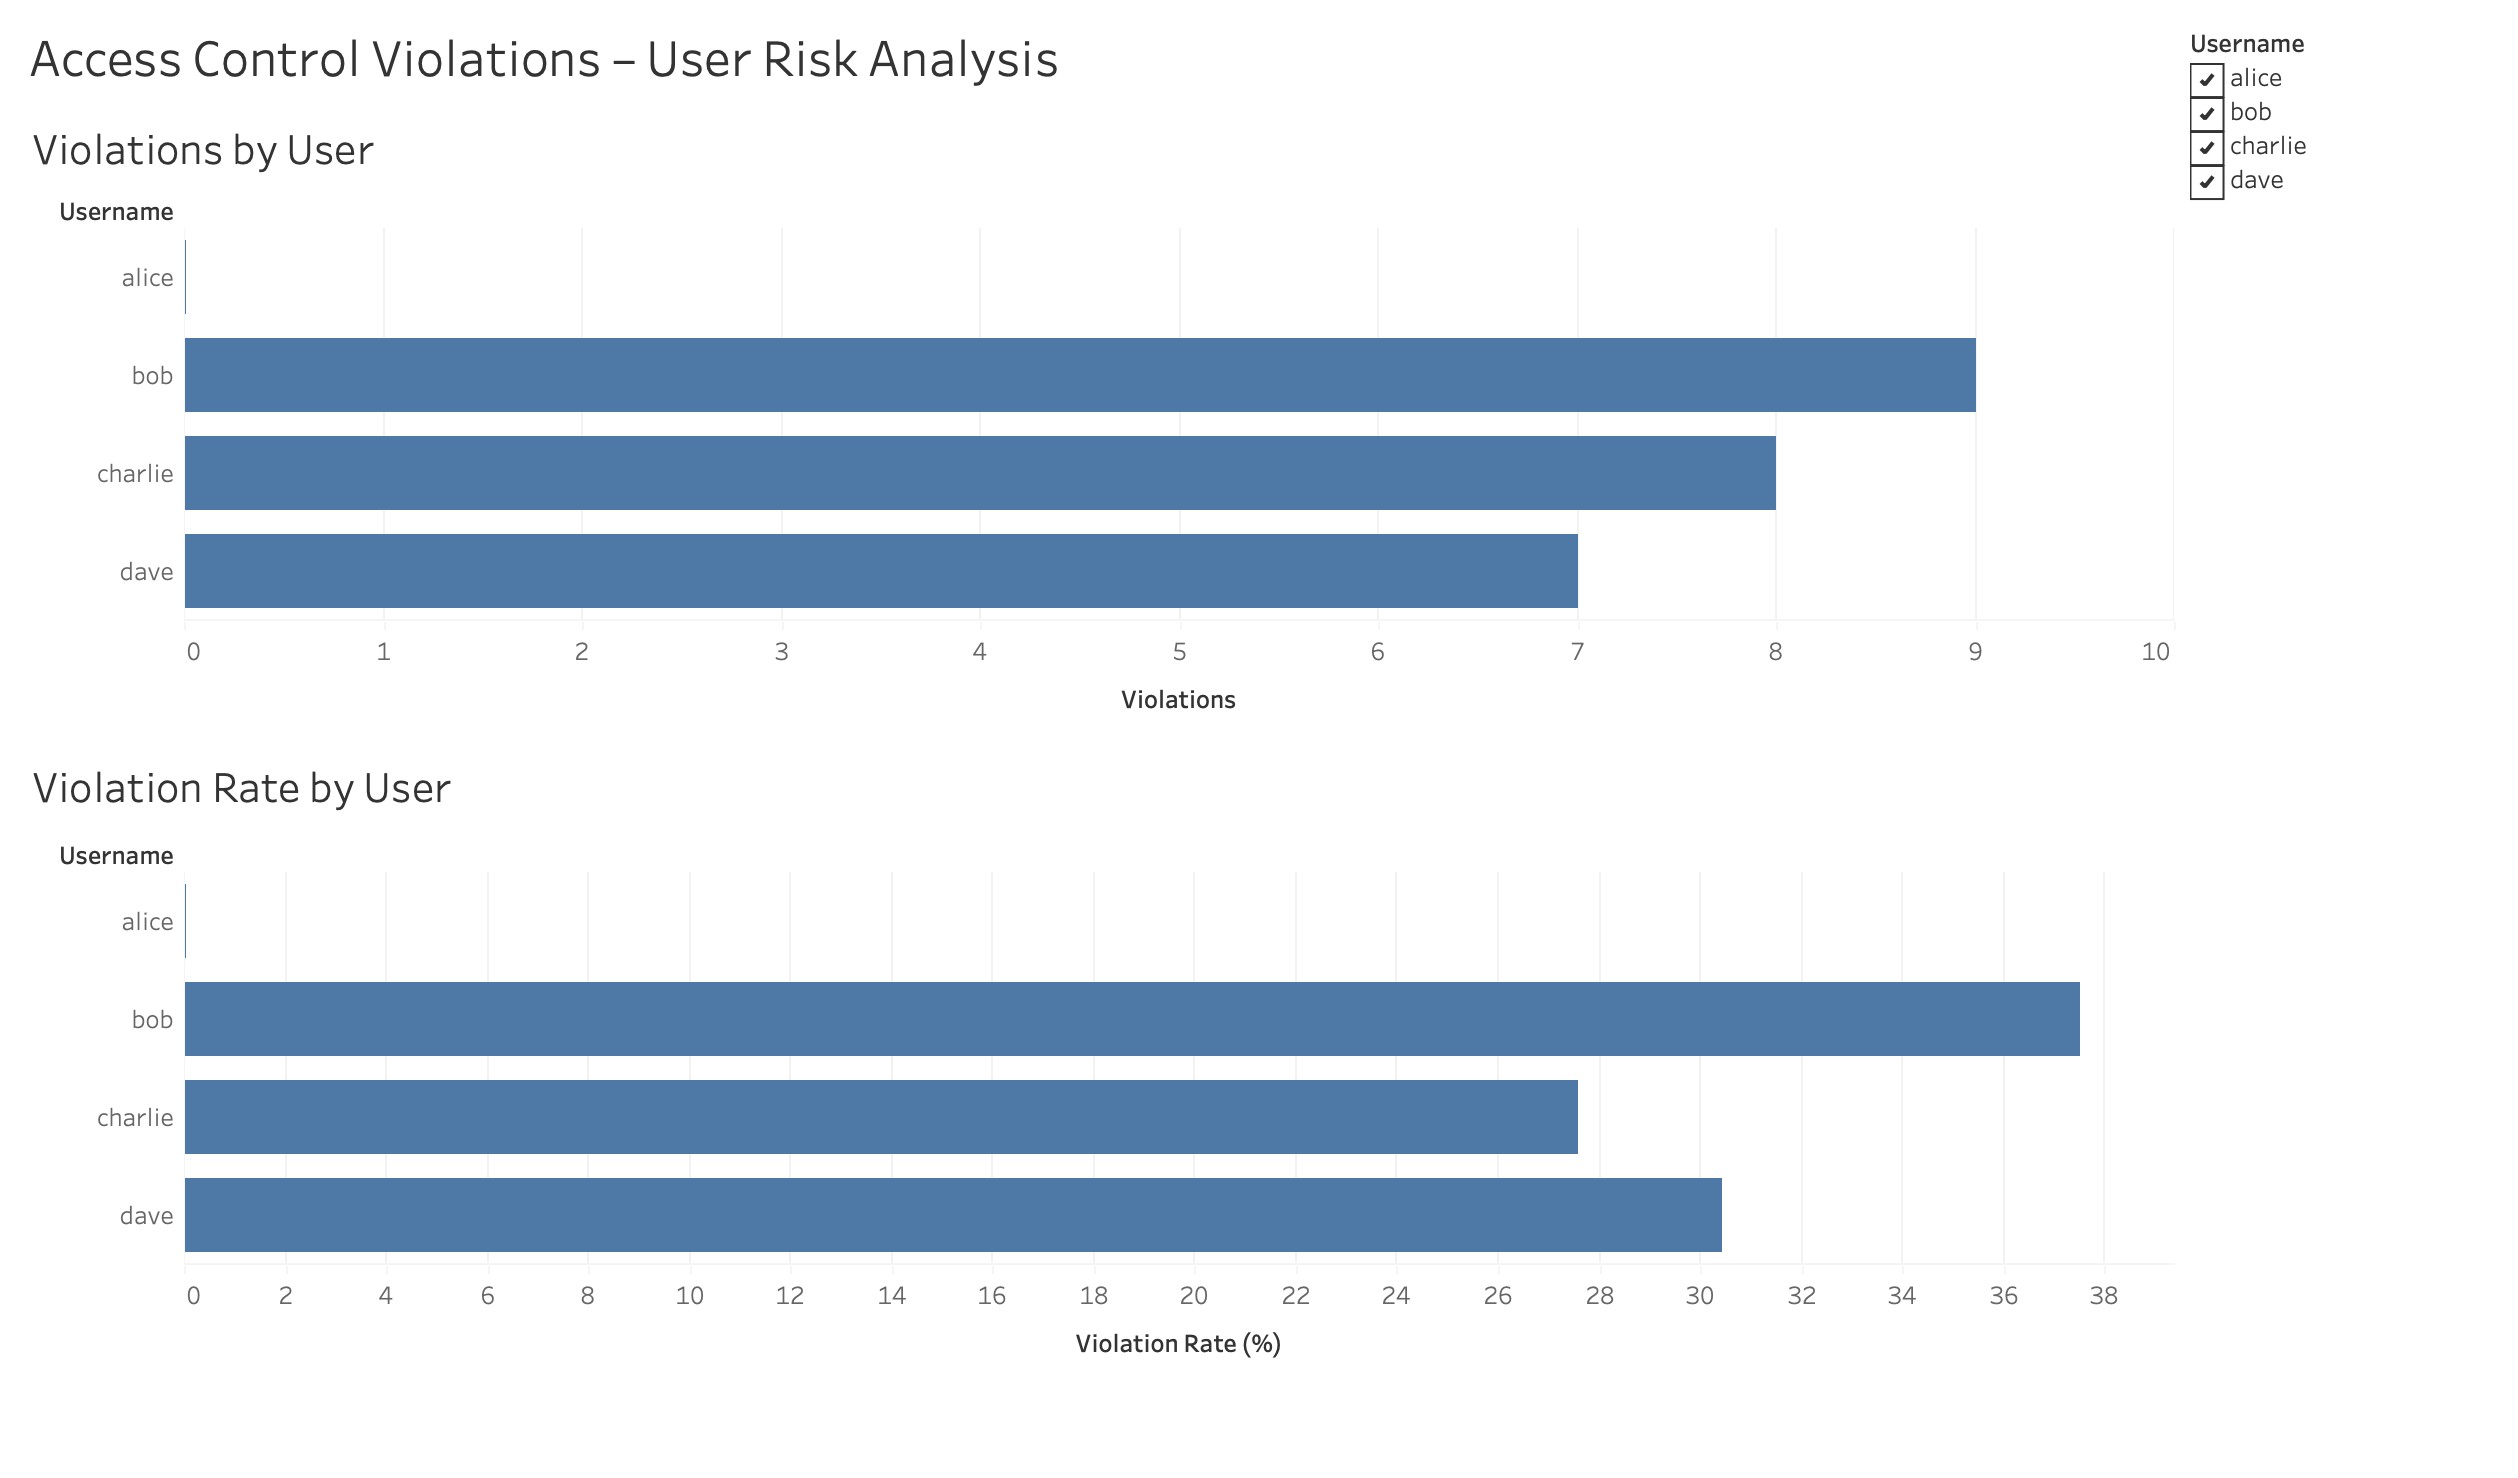 Access Control Violations – User Risk Analysis
Username
alice
bob
charlie
dave
Violations by User
Username
alice
bob
charlie
dave
0 1 2 3 4 5 6 7 8 9 10
Violations
Violation Rate by User
Username
alice
bob
charlie
dave
0 2 4 6 8 10 12 14 16 18 20 22 24 26 28 30 32 34 36 38
Violation Rate (%)